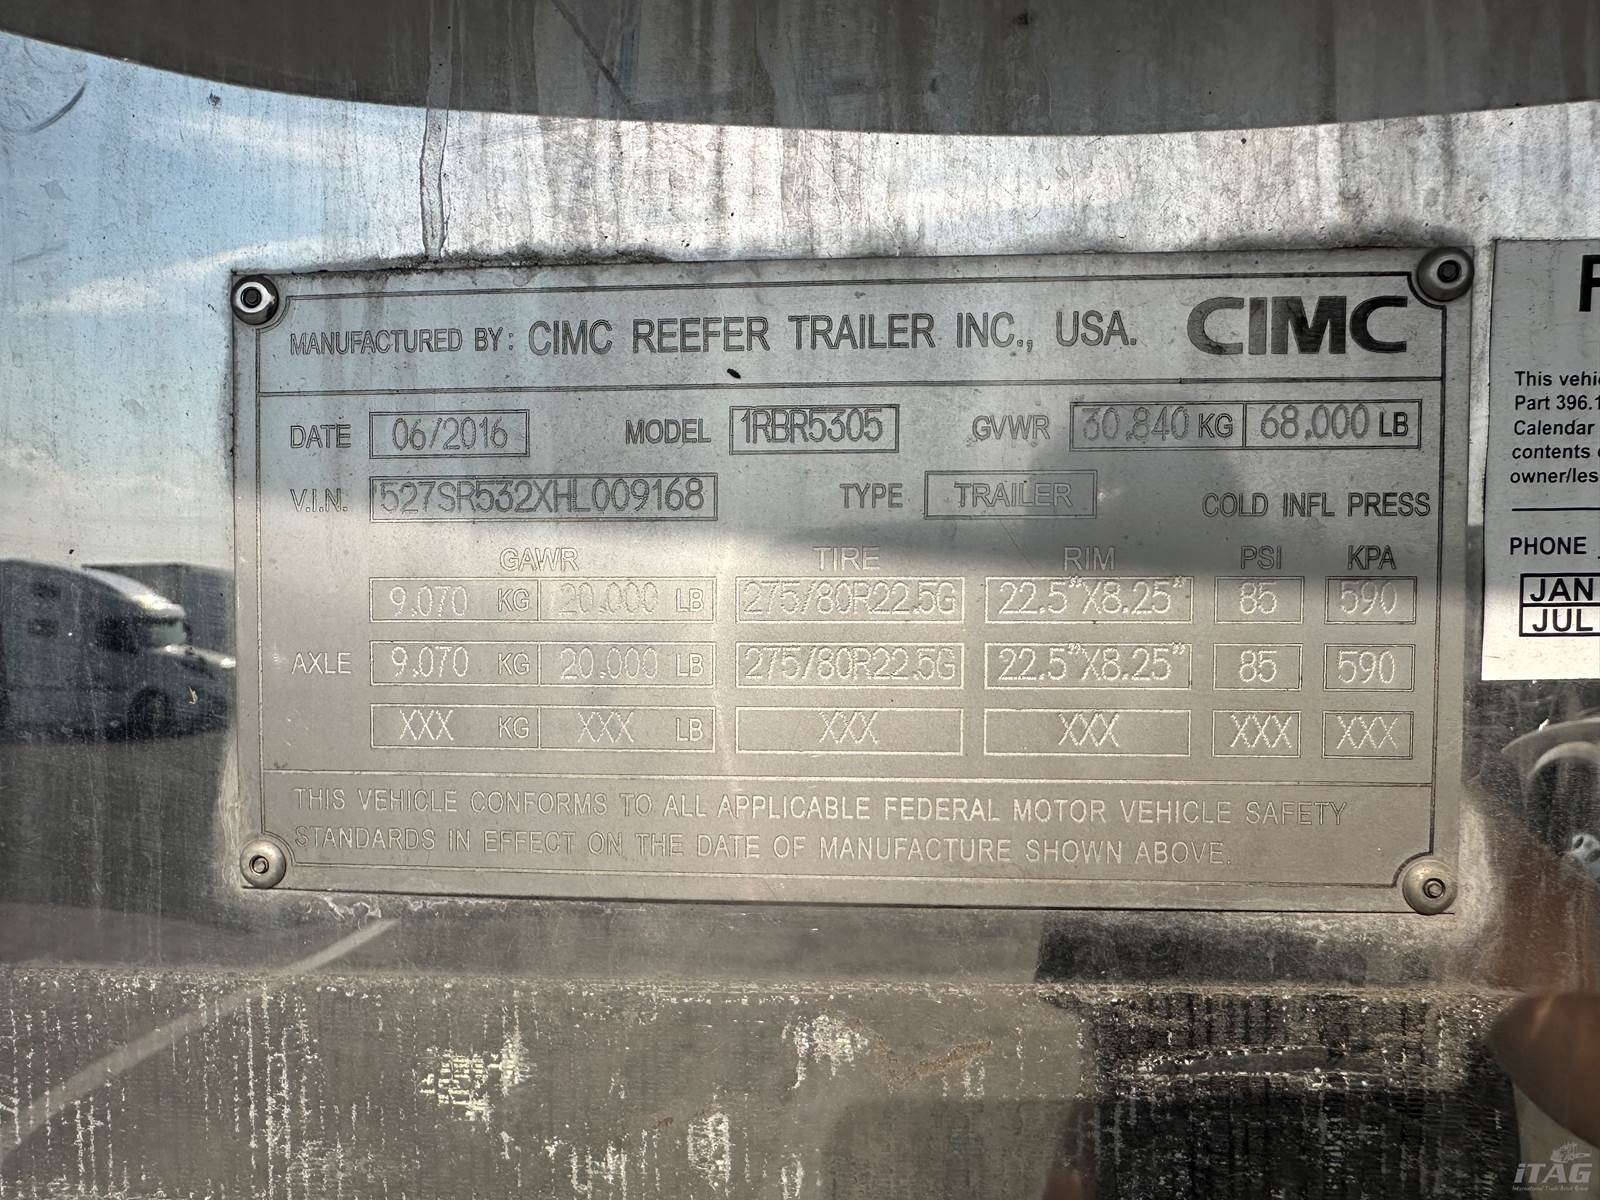 MANUFACTURED BY: CIMC REEFER TRAILER INC., USA. CIMC
DATE 06/2016 MODEL 1RBR5305 GVWR 30,840 KG 68,000 LB
V.I.N. 527SR532XHL009168 TYPE TRAILER COLD INFL PRESS
GAWR TIRE RIM PSI KPA
9,070 KG 20,000 LB 275/80R22.5G 22.5"X8.25" 85 590
AXLE 9,070 KG 20,000 LB 275/80R22.5G 22.5"X8.25" 85 590
XXX KG XXX LB XXX XXX XXX XXX
THIS VEHICLE CONFORMS TO ALL APPLICABLE FEDERAL MOTOR VEHICLE SAFETY
STANDARDS IN EFFECT ON THE DATE OF MANUFACTURE SHOWN ABOVE.
This vehi
Part 396.1
Calendar
contents
owner/les
PHONE
JAN
JUL
iTAG